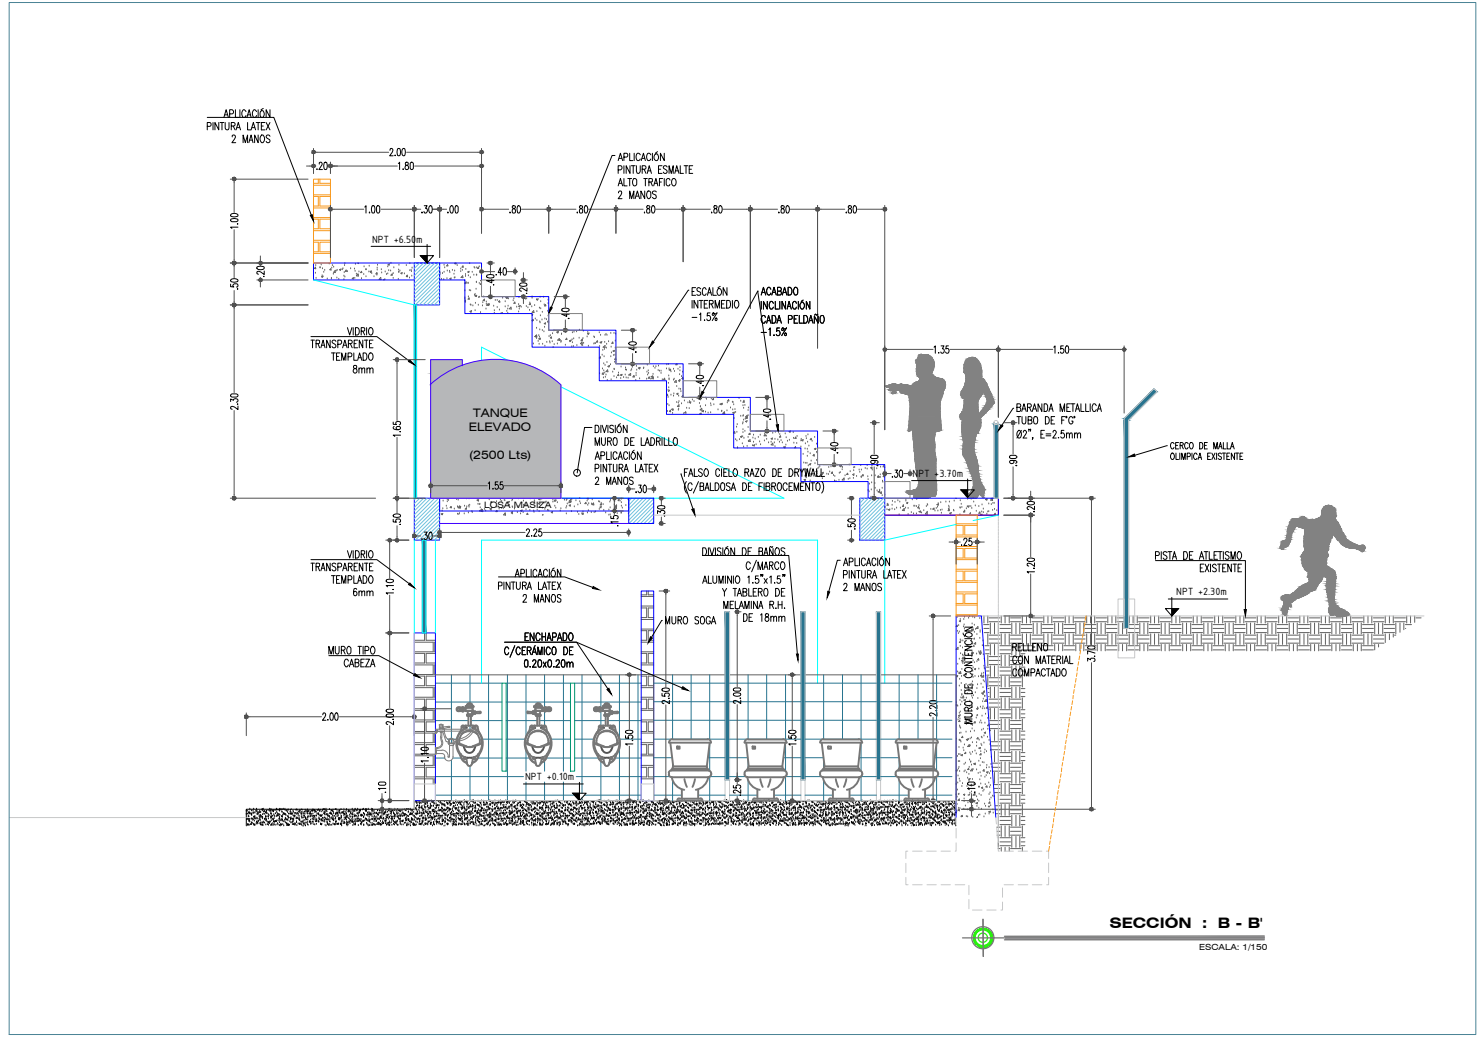 APLICACIÓN
PINTURA LATEX
2 MANOS
2.00
.20
1.80
APLICACIÓN
PINTURA ESMALTE
ALTO TRAFICO
2 MANOS
1.00
1.00
.30
.00
.80
.80
.80
.80
.80
.80
NPT +6.50m
.50
.20
.40
.40
.20
.40
.40
.40
.40
.40
ESCALÓN
INTERMEDIO
-1.5%
ACABADO
INCLINACIÓN
CADA PELDAÑO
-1.5%
VIDRIO
TRANSPARENTE
TEMPLADO
8mm
2.30
1.65
TANQUE
ELEVADO
(2500 Lts)
1.55
DIVISIÓN
MURO DE LADRILLO
APLICACIÓN
PINTURA LATEX
2 MANOS
.30
FALSO CIELO RAZO DE DRYWALL
(C/BALDOSA DE FIBROCEMENTO)
.90
.30
NPT +3.70m
1.35
1.50
BARANDA METALLICA
TUBO DE F°G°
Ø2", E=2.5mm
.90
CERCO DE MALLA
OLIMPICA EXISTENTE
LOSA MASIZA
.50
.15
.30
.50
.20
.30
2.25
.25
1.20
VIDRIO
TRANSPARENTE
TEMPLADO
6mm
1.10
APLICACIÓN
PINTURA LATEX
2 MANOS
DIVISIÓN DE BAÑOS
C/MARCO
ALUMINIO 1.5"x1.5"
Y TABLERO DE
MELAMINA R.H.
DE 18mm
APLICACIÓN
PINTURA LATEX
2 MANOS
PISTA DE ATLETISMO
EXISTENTE
NPT +2.30m
MURO SOGA
ENCHAPADO
C/CERÁMICO DE
0.20x0.20m
MURO TIPO
CABEZA
MURO DE CONTENCIÓN
RELLENO
CON MATERIAL
COMPACTADO
3.70
2.00
2.00
1.10
1.50
2.50
2.00
1.50
2.20
NPT +0.10m
.10
.25
.10
SECCIÓN : B - B'
ESCALA: 1/150